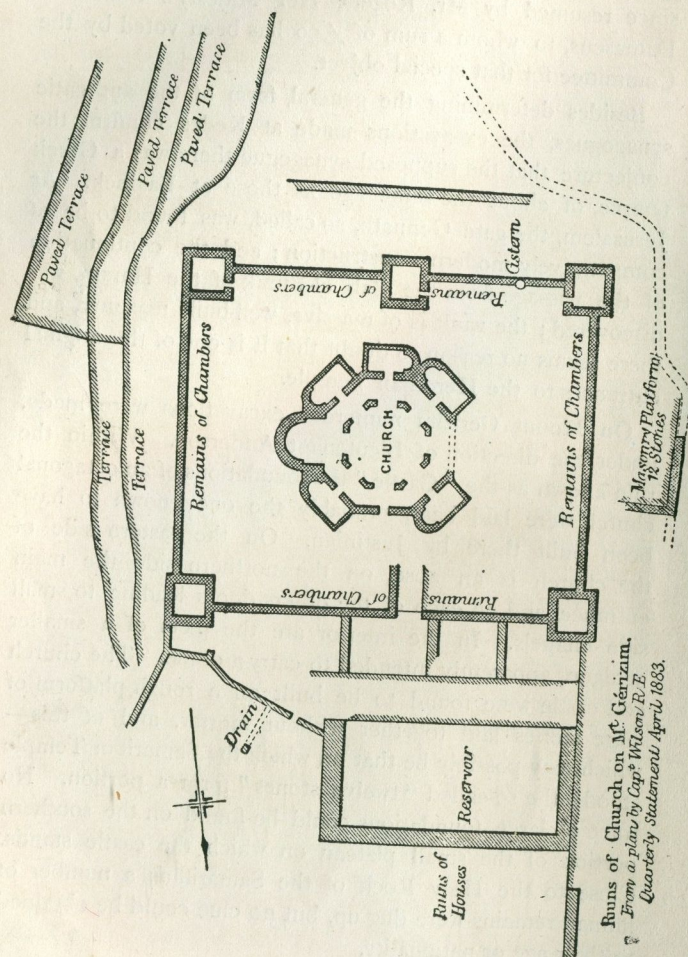 Paved Terrace
Paved Terrace
Paved Terrace
Terrace
Terrace
Remains of Chambers
Remains
of Chambers
Cistern
CHURCH
Remains of Chambers
Masonry Platform
12 Stones
Remains
of Chambers
Drain
Reservoir
Ruins of
Houses
Ruins of Church on Mt. Gerizim.
From a plan by Capt. Wilson R.E.
Quarterly Statement April 1883.